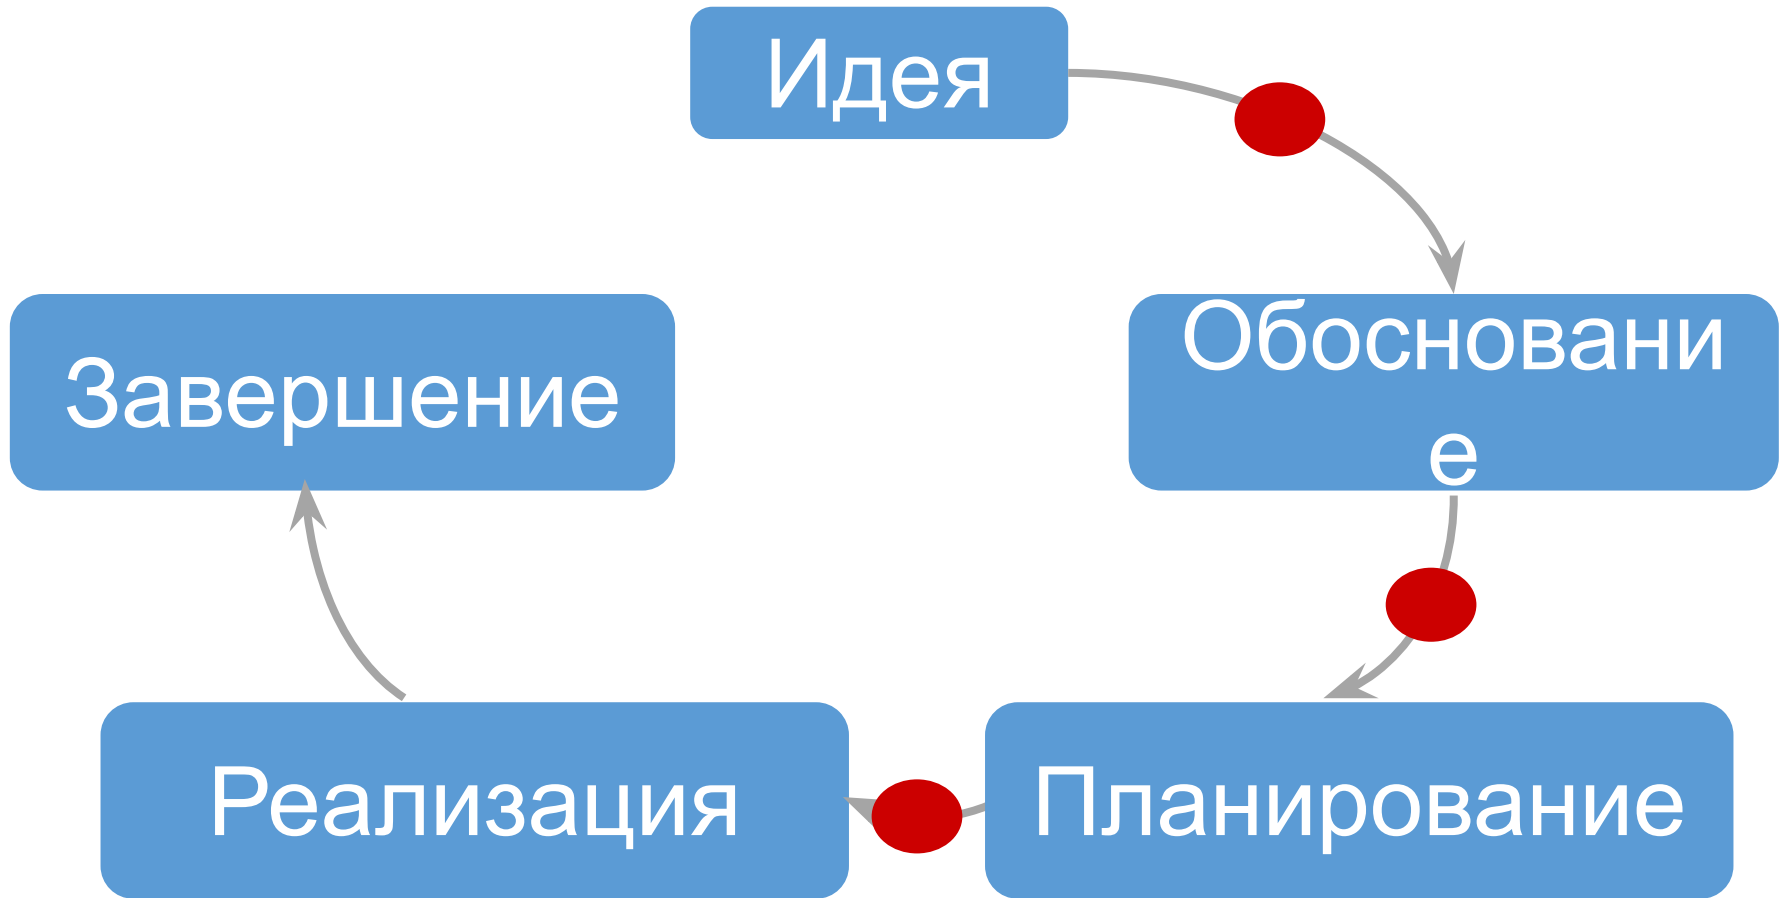 Идея
Обосновани
е
Завершение
Реализация
Планирование